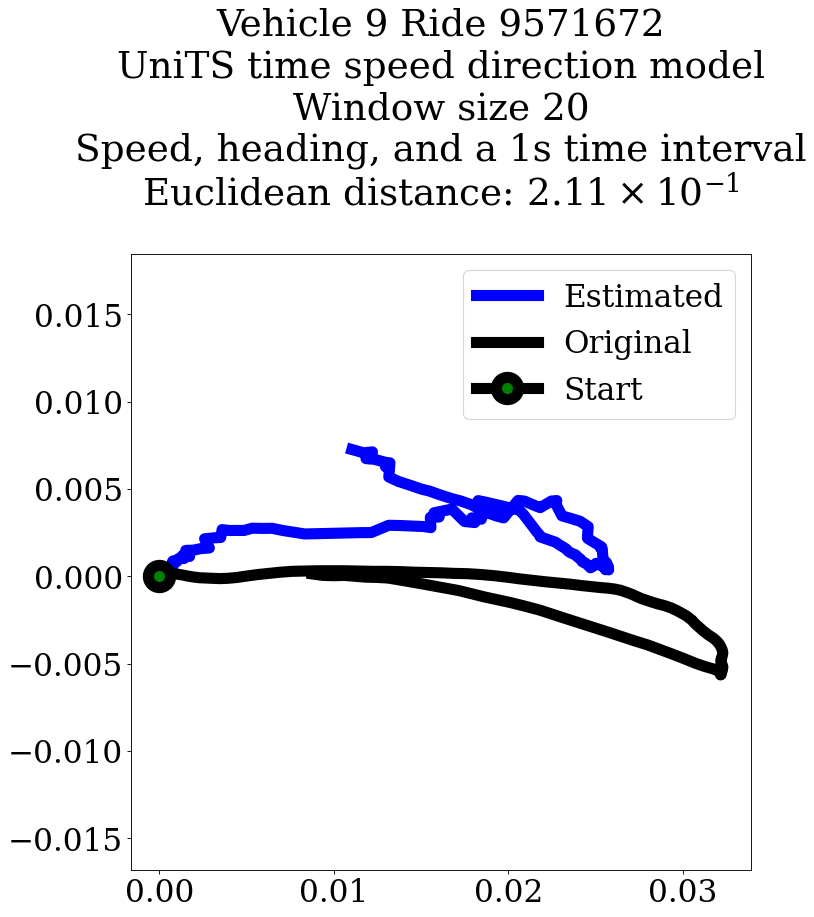 Vehicle 9 Ride 9571672
UniTS time speed direction model
Window size 20
Speed, heading, and a 1s time interval
Euclidean distance: 2.11 × 10⁻¹
Estimated
Original
Start
0.015
0.010
0.005
0.000
−0.005
−0.010
−0.015
0.00 0.01 0.02 0.03